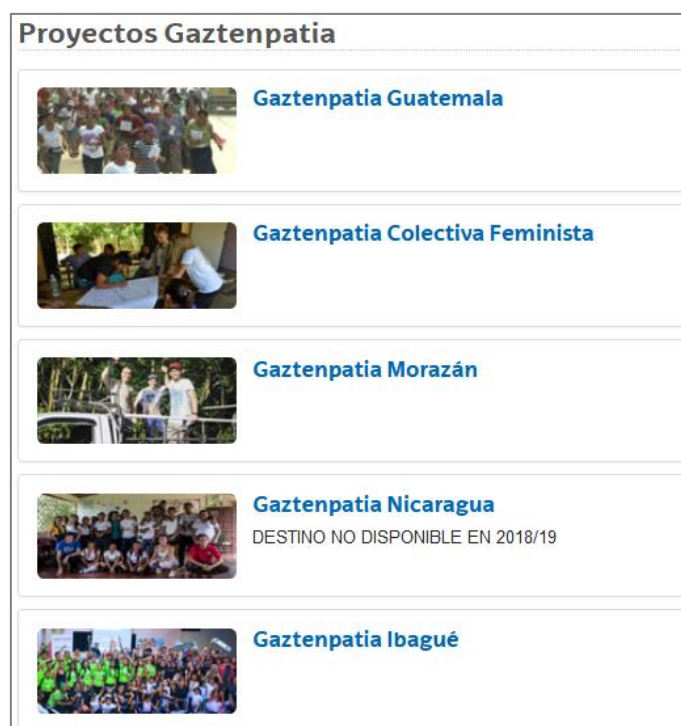 Proyectos Gaztenpatia
Gaztenpatia Guatemala
Gaztenpatia Colectiva Feminista
Gaztenpatia Morazán
Gaztenpatia Nicaragua
DESTINO NO DISPONIBLE EN 2018/19
Gaztenpatia Ibagué